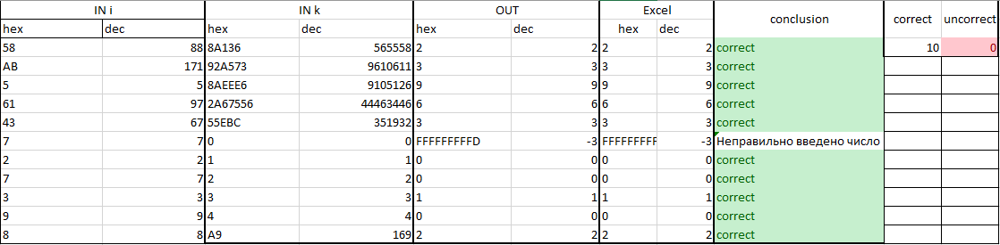 IN i IN k OUT Excel conclusion correct uncorrect
hex dec hex dec hex dec hex dec
58 88 8A136 565558 2 2 2 2 correct 10 0
AB 171 92A573 9610611 3 3 3 3 correct
5 5 8AEEE6 9105126 9 9 9 9 correct
61 97 2A67556 44463446 6 6 6 6 correct
43 67 55EBC 351932 3 3 3 3 correct
7 7 0 0 FFFFFFFFFD -3 FFFFFFFFF -3 Неправильно введено число
2 2 1 1 0 0 0 0 correct
7 7 2 2 0 0 0 0 correct
3 3 3 3 1 1 1 1 correct
9 9 4 4 0 0 0 0 correct
8 8 A9 169 2 2 2 2 correct